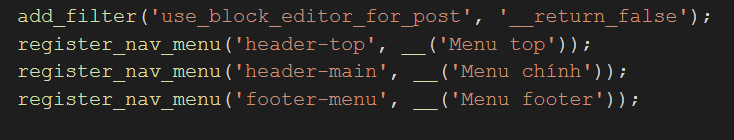 add_filter('use_block_editor_for_post', '__return_false');
register_nav_menu('header-top', __('Menu top'));
register_nav_menu('header-main', __('Menu chính'));
register_nav_menu('footer-menu', __('Menu footer'));